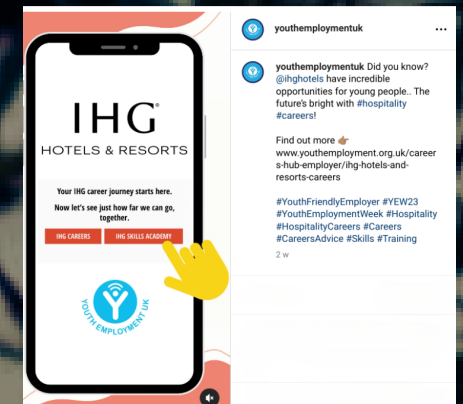 IHG
HOTELS & RESORTS
Your IHG career journey starts here.
Now let's see just how far we can go,
together.
IHG CAREERS
IHG SKILLS ACADEMY
YOUTH EMPLOYMENT UK
youthemploymentuk
youthemploymentuk Did you know?
@ihghotels have incredible
opportunities for young people.. The
future's bright with #hospitality
#careers!
Find out more 👉🏽
www.youthemployment.org.uk/career
s-hub-employer/ihg-hotels-and-
resorts-careers
#YouthFriendlyEmployer #YEW23
#YouthEmploymentWeek #Hospitality
#HospitalityCareers #Careers
#CareersAdvice #Skills #Training
2 w